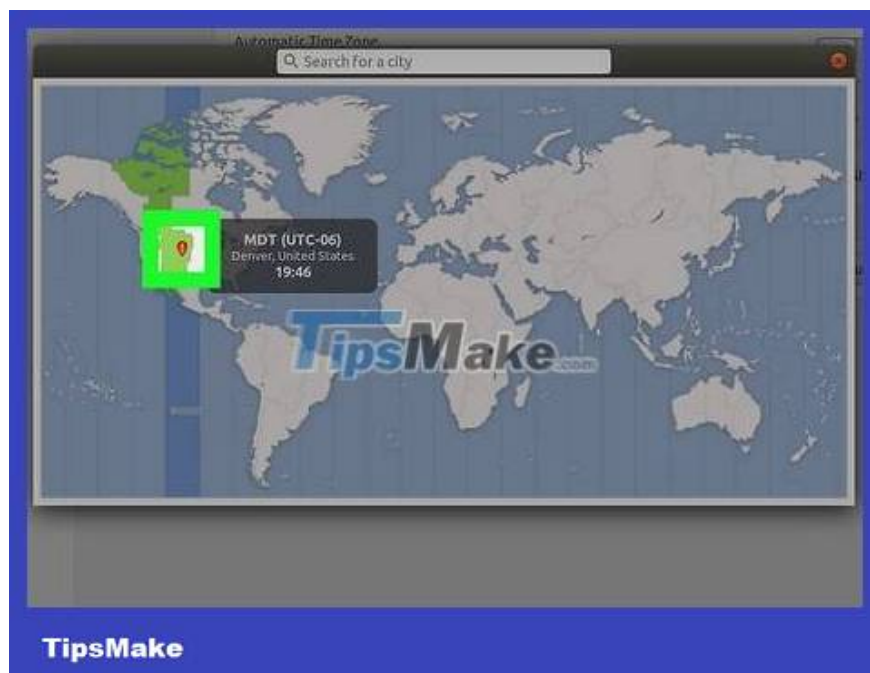 Automatic Time Zone
Search for a city
MDT (UTC-06)
Denver, United States
19:46
TipsMake.com
TipsMake